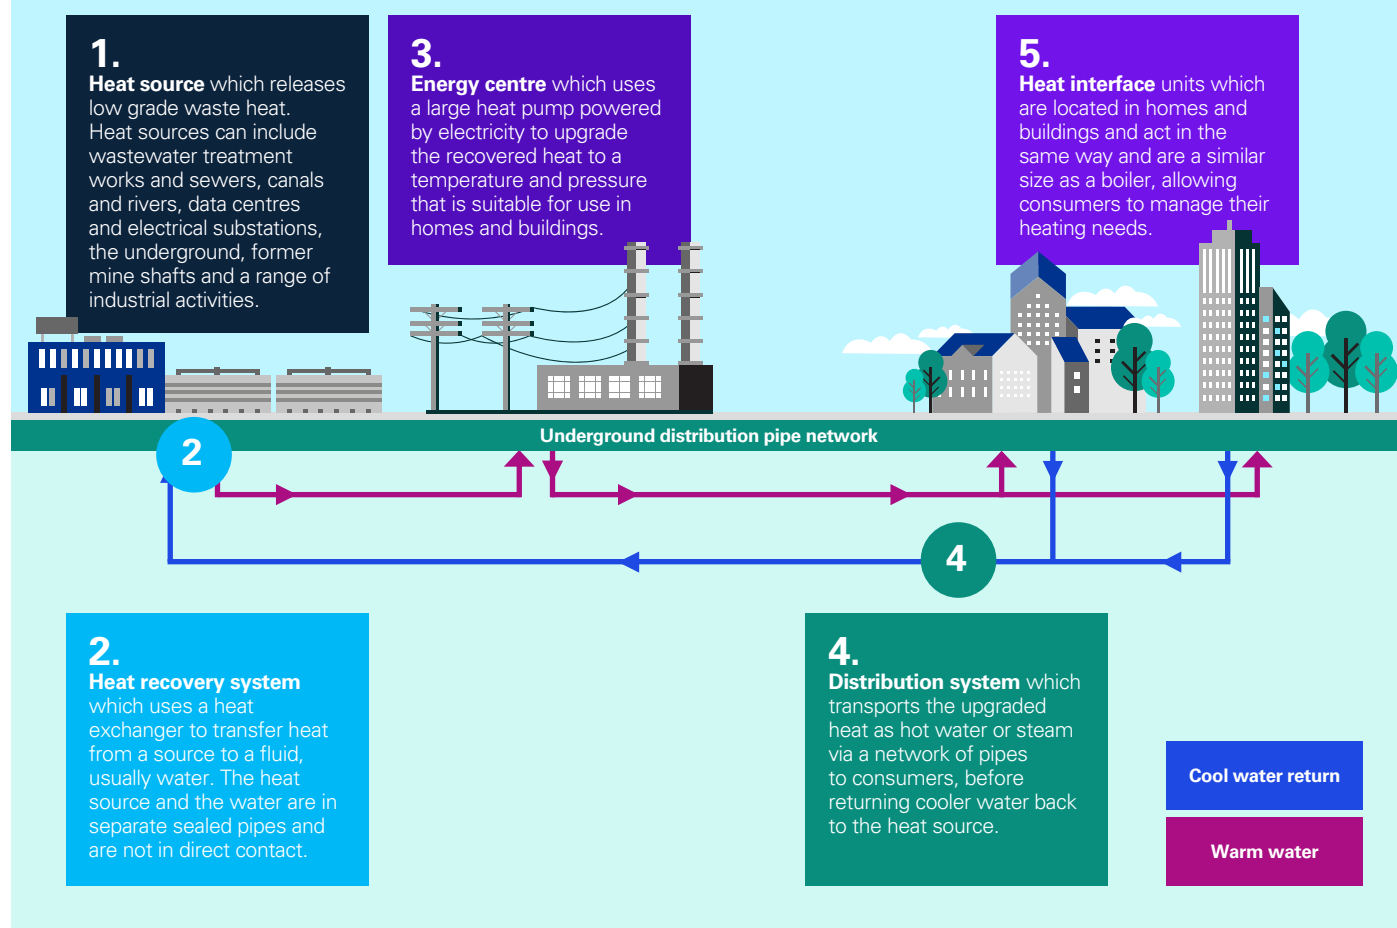 1.
Heat source which releases
low grade waste heat.
Heat sources can include
wastewater treatment
works and sewers, canals
and rivers, data centres
and electrical substations,
the underground, former
mine shafts and a range of
industrial activities.
3.
Energy centre which uses
a large heat pump powered
by electricity to upgrade
the recovered heat to a
temperature and pressure
that is suitable for use in
homes and buildings.
5.
Heat interface units which
are located in homes and
buildings and act in the
same way and are a similar
size as a boiler, allowing
consumers to manage their
heating needs.
Underground distribution pipe network
2
4
2.
Heat recovery system
which uses a heat
exchanger to transfer heat
from a source to a fluid,
usually water. The heat
source and the water are in
separate sealed pipes and
are not in direct contact.
4.
Distribution system which
transports the upgraded
heat as hot water or steam
via a network of pipes
to consumers, before
returning cooler water back
to the heat source.
Cool water return
Warm water